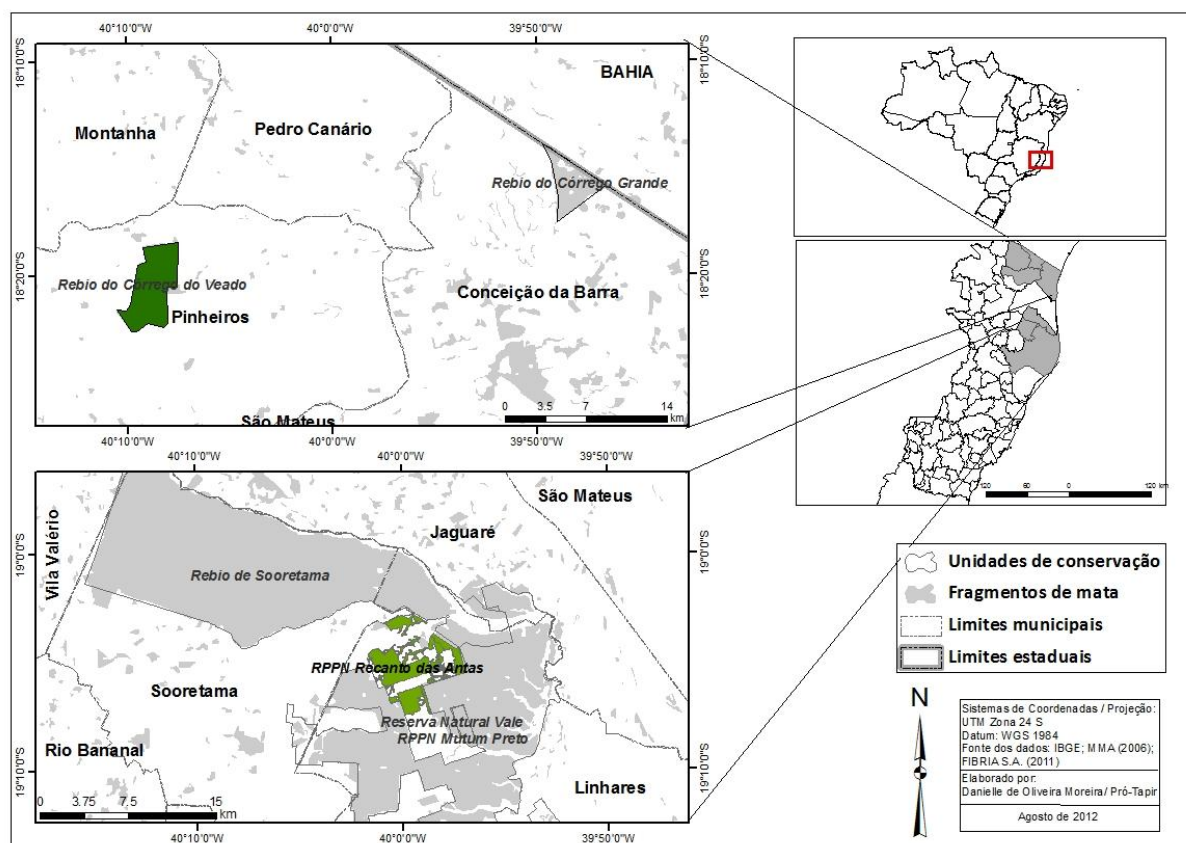 40°10'0"W 40°0'0"W 39°50'0"W
18°10'0"S 18°10'0"S
BAHIA
Montanha
Pedro Canário
Rebio do Córrego Grande
18°20'0"S 18°20'0"S
Rebio do Córrego do Veado
Conceição da Barra
Pinheiros
0 3.5 7 14
km
São Mateus
40°10'0"W 40°0'0"W 39°50'0"W
40°10'0"W 40°0'0"W 39°50'0"W
São Mateus
Vila Valério
Jaguaré
19°0'0"S 19°0'0"S
Rebio de Sooretama
RPPN Recanto das Antas
Sooretama
Reserva Natural Vale
RPPN Mutum Preto
Rio Bananal
19°10'0"S 19°10'0"S
Linhares
0 3.75 7.5 15
km
40°10'0"W 40°0'0"W 39°50'0"W
120 60 0 120 km
Unidades de conservação
Fragmentos de mata
Limites municipais
Limites estaduais
N
Sistemas de Coordenadas / Projeção:
UTM Zona 24 S
Datum: WGS 1984
Fonte dos dados: IBGE; MMA (2006);
FIBRIA S.A. (2011)
Elaborado por:
Danielle de Oliveira Moreira/ Pró-Tapir
Agosto de 2012